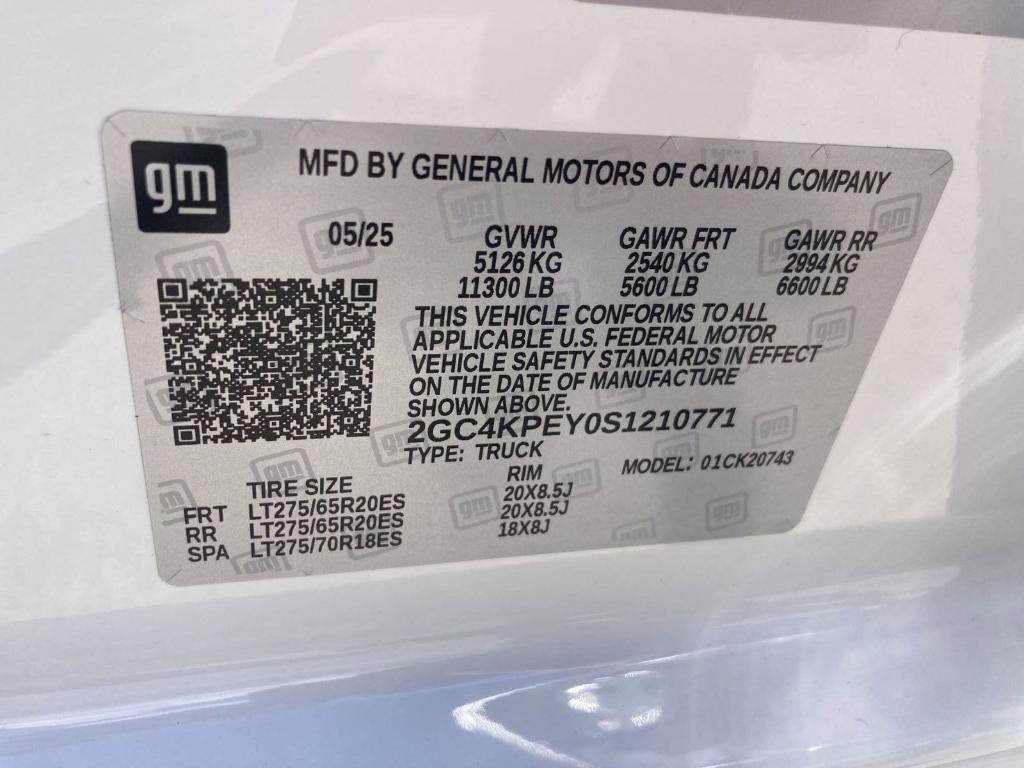 gm
MFD BY GENERAL MOTORS OF CANADA COMPANY
05/25 GVWR GAWR FRT GAWR RR
5126 KG 2540 KG 2994 KG
11300 LB 5600 LB 6600 LB
THIS VEHICLE CONFORMS TO ALL
APPLICABLE U.S. FEDERAL MOTOR
VEHICLE SAFETY STANDARDS IN EFFECT
ON THE DATE OF MANUFACTURE
SHOWN ABOVE.
2GC4KPEY0S1210771
TYPE: TRUCK MODEL: 01CK20743
TIRE SIZE RIM
FRT LT275/65R20ES 20X8.5J
RR LT275/65R20ES 20X8.5J
SPA LT275/70R18ES 18X8J